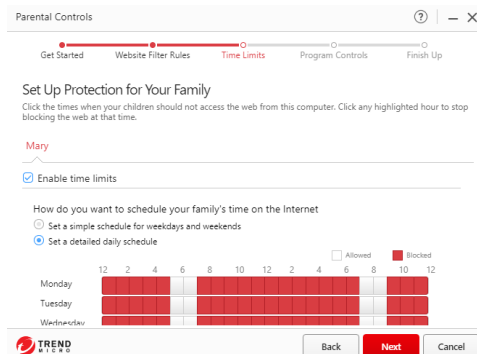 Parental Controls
?
Get Started Website Filter Rules Time Limits Program Controls Finish Up
Set Up Protection for Your Family
Click the times when your children should not access the web from this computer. Click any highlighted hour to stop
blocking the web at that time.
Mary
Enable time limits
How do you want to schedule your family's time on the Internet
Set a simple schedule for weekdays and weekends
Set a detailed daily schedule
Allowed Blocked
12 2 4 6 8 10 12 2 4 6 8 10 12
Monday
Tuesday
Wednesday
TREND
MICRO
Back Next Cancel